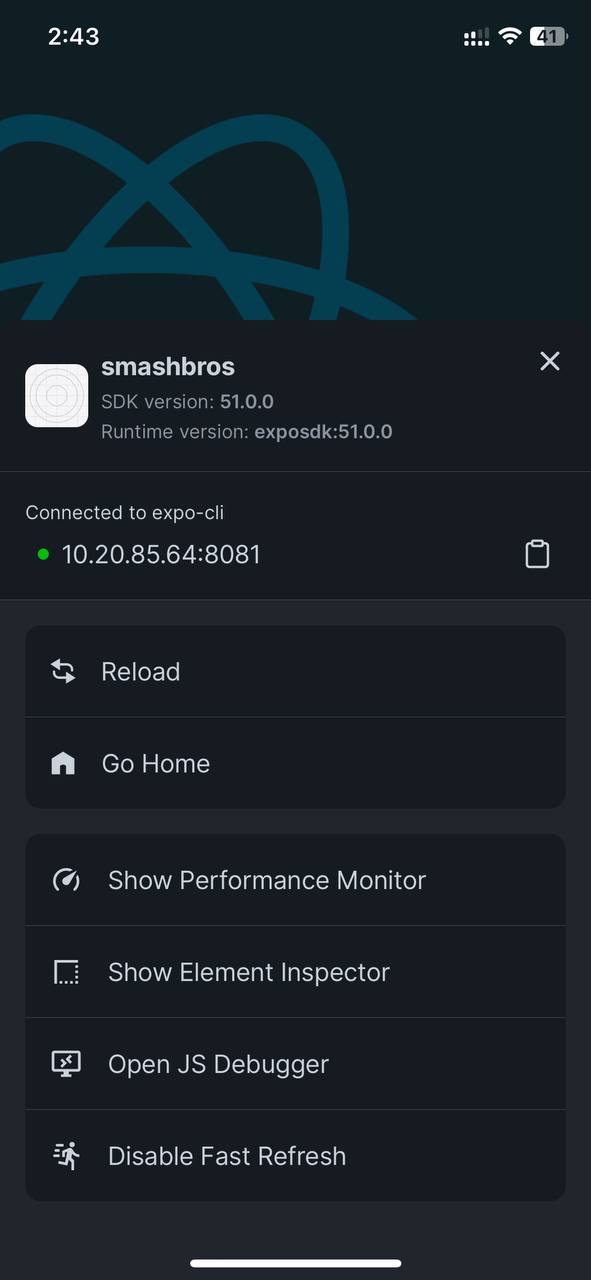 2:43
41
smashbros
SDK version: 51.0.0
Runtime version: exposdk:51.0.0
Connected to expo-cli
10.20.85.64:8081
Reload
Go Home
Show Performance Monitor
Show Element Inspector
Open JS Debugger
Disable Fast Refresh